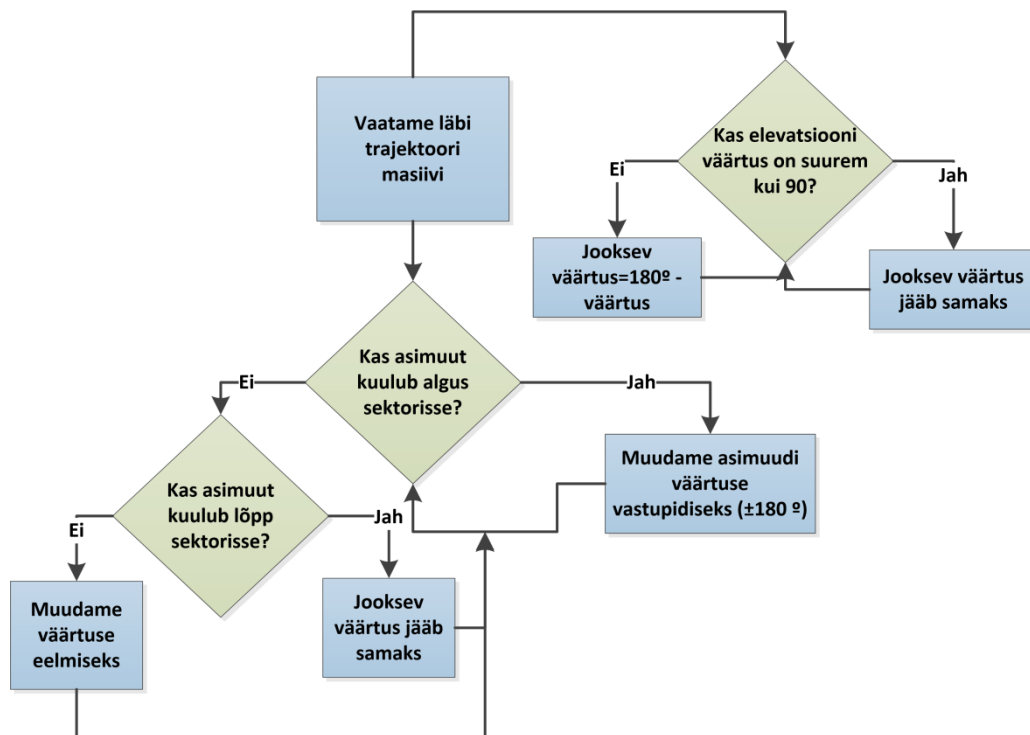 Vaatame läbi
trajektoori
masiivi
Kas elevatsiooni
väärtus on suurem
kui 90?
Ei
Jah
Jooksev
väärtus=180º -
väärtus
Jooksev väärtus
jääb samaks
Kas asimuut
kuulub algus
sektorisse?
Ei
Jah
Muudame asimuudi
väärtuse
vastupidiseks (±180 º)
Kas asimuut
kuulub lõpp
sektorisse?
Ei
Jah
Muudame
väärtuse
eelmiseks
Jooksev
väärtus jääb
samaks